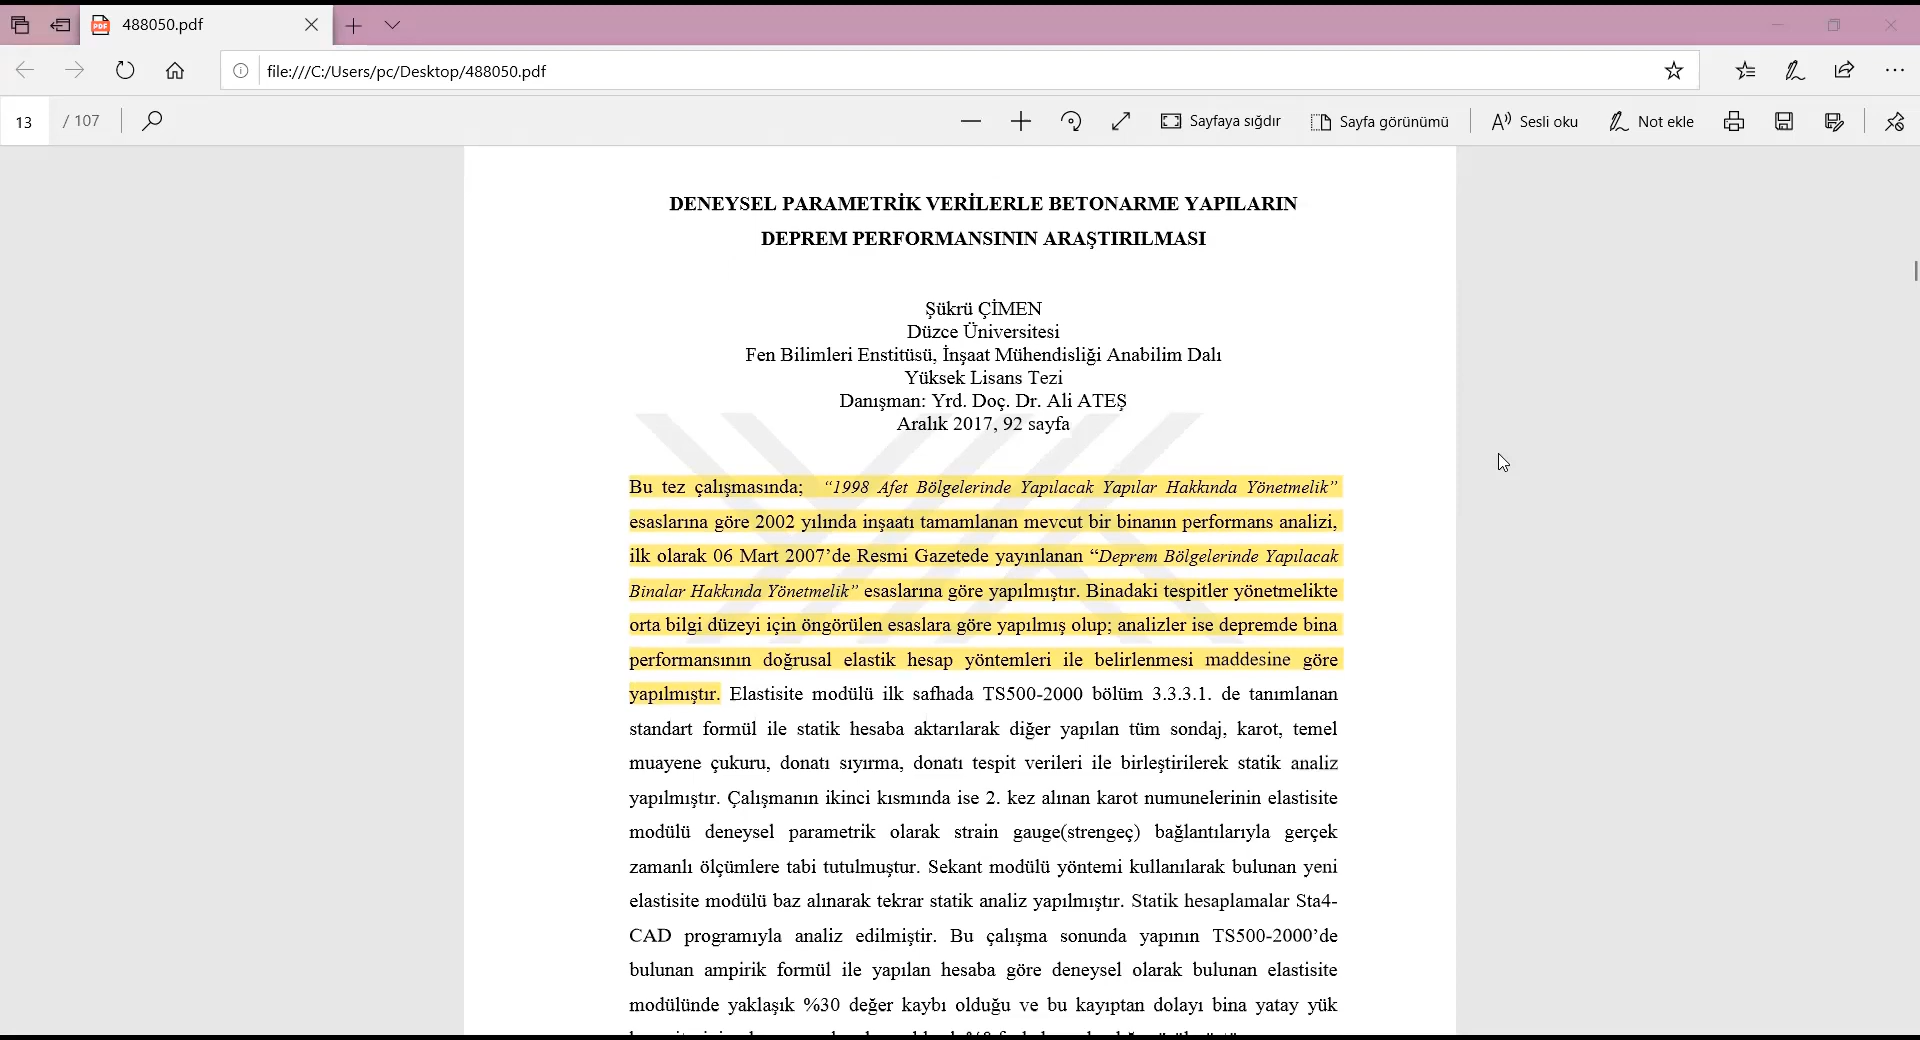 488050.pdf
file:///C:/Users/pc/Desktop/488050.pdf
13 / 107 Sayfaya sığdır Sayfa görünümü Sesli oku Not ekle
DENEYSEL PARAMETRİK VERİLERLE BETONARME YAPILARIN
DEPREM PERFORMANSININ ARAŞTIRILMASI
Şükrü ÇİMEN
Düzce Üniversitesi
Fen Bilimleri Enstitüsü, İnşaat Mühendisliği Anabilim Dalı
Yüksek Lisans Tezi
Danışman: Yrd. Doç. Dr. Ali ATEŞ
Aralık 2017, 92 sayfa
Bu tez çalışmasında; “1998 Afet Bölgelerinde Yapılacak Yapılar Hakkında Yönetmelik”
esaslarına göre 2002 yılında inşaatı tamamlanan mevcut bir binanın performans analizi,
ilk olarak 06 Mart 2007’de Resmi Gazetede yayınlanan “Deprem Bölgelerinde Yapılacak
Binalar Hakkında Yönetmelik” esaslarına göre yapılmıştır. Binadaki tespitler yönetmelikte
orta bilgi düzeyi için öngörülen esaslara göre yapılmış olup; analizler ise depremde bina
performansının doğrusal elastik hesap yöntemleri ile belirlenmesi maddesine göre
yapılmıştır. Elastisite modülü ilk safhada TS500-2000 bölüm 3.3.3.1. de tanımlanan
standart formül ile statik hesaba aktarılarak diğer yapılan tüm sondaj, karot, temel
muayene çukuru, donatı sıyırma, donatı tespit verileri ile birleştirilerek statik analiz
yapılmıştır. Çalışmanın ikinci kısmında ise 2. kez alınan karot numunelerinin elastisite
modülü deneysel parametrik olarak strain gauge(strengeç) bağlantılarıyla gerçek
zamanlı ölçümlere tabi tutulmuştur. Sekant modülü yöntemi kullanılarak bulunan yeni
elastisite modülü baz alınarak tekrar statik analiz yapılmıştır. Statik hesaplamalar Sta4-
CAD programıyla analiz edilmiştir. Bu çalışma sonunda yapının TS500-2000’de
bulunan ampirik formül ile yapılan hesaba göre deneysel olarak bulunan elastisite
modülünde yaklaşık %30 değer kaybı olduğu ve bu kayıptan dolayı bina yatay yük